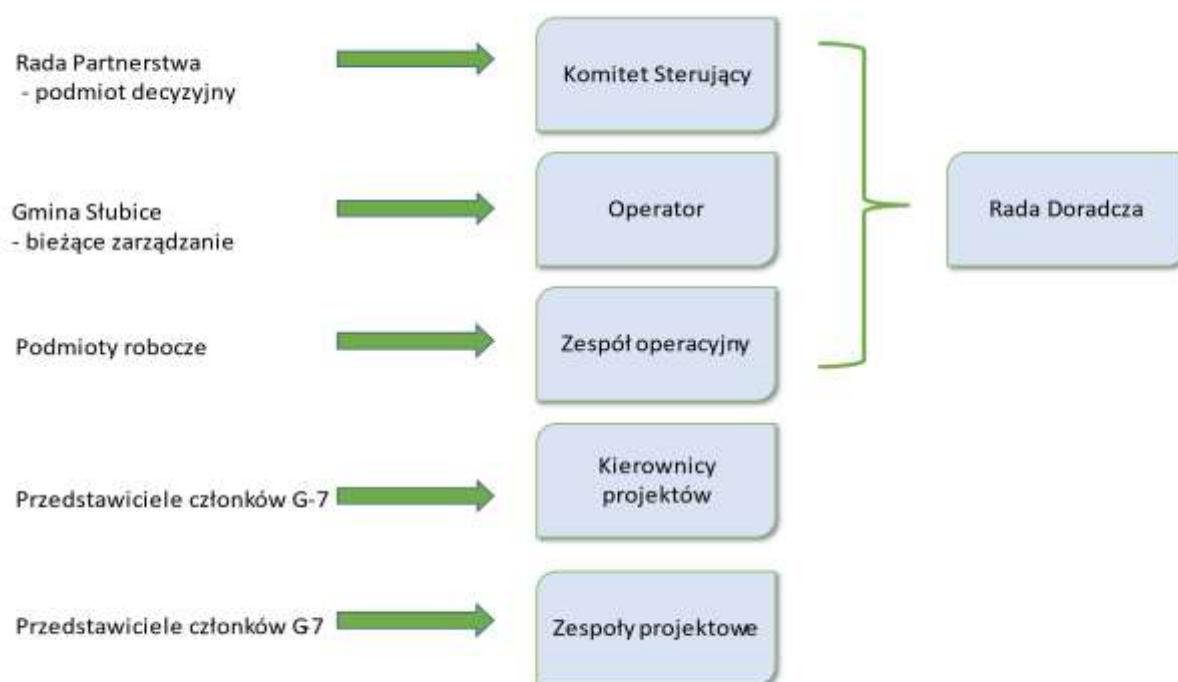 Rada Partnerstwa
- podmiot decyzyjny
Komitet Sterujący
Gmina Słubice
- bieżące zarządzanie
Operator
Rada Doradcza
Podmioty robocze
Zespół operacyjny
Przedstawiciele członków G-7
Kierownicy
projektów
Przedstawiciele członków G-7
Zespoły projektowe